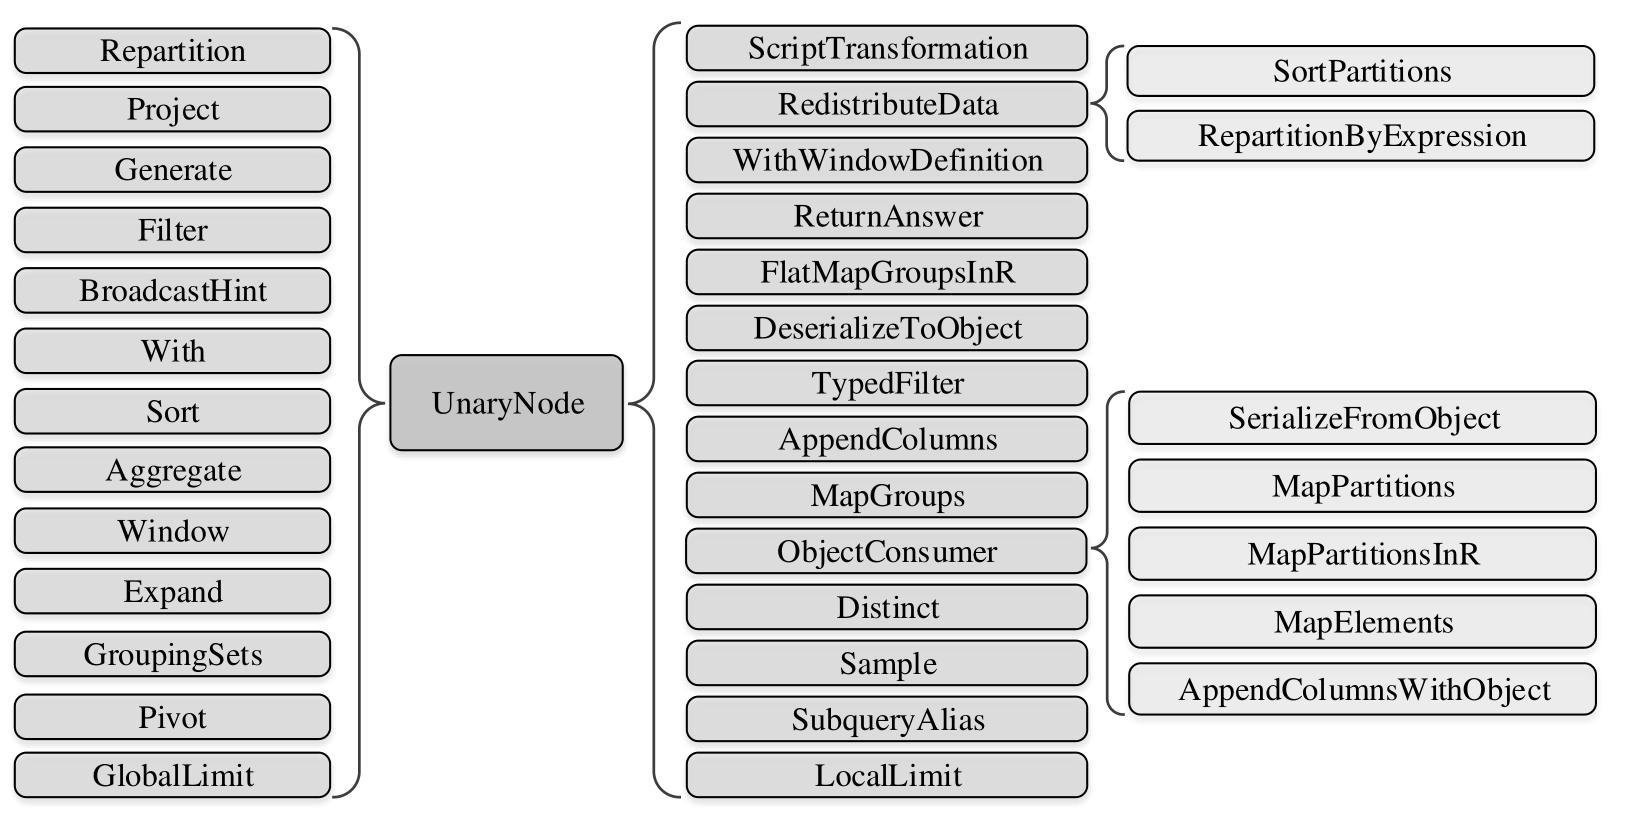 Repartition
Project
Generate
Filter
BroadcastHint
With
Sort
Aggregate
Window
Expand
GroupingSets
Pivot
GlobalLimit
UnaryNode
ScriptTransformation
RedistributeData
WithWindowDefinition
ReturnAnswer
FlatMapGroupsInR
DeserializeToObject
TypedFilter
AppendColumns
MapGroups
ObjectConsumer
Distinct
Sample
SubqueryAlias
LocalLimit
SortPartitions
RepartitionByExpression
SerializeFromObject
MapPartitions
MapPartitionsInR
MapElements
AppendColumnsWithObject